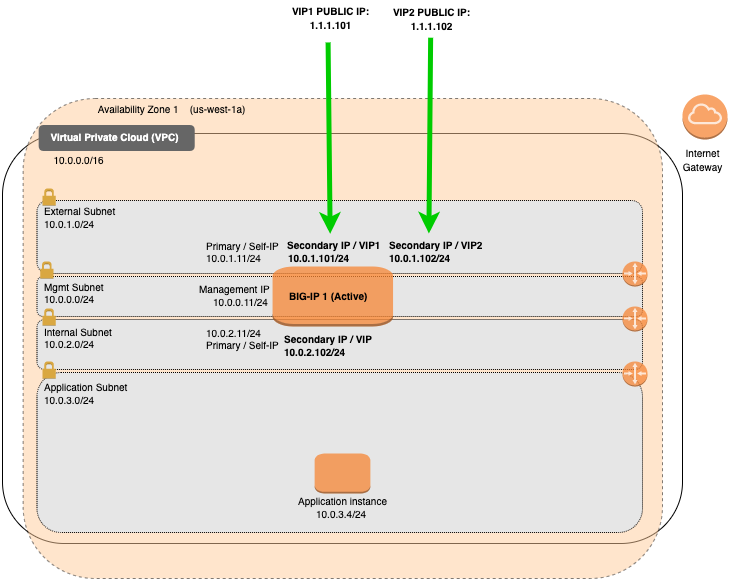 VIP1 PUBLIC IP:
1.1.1.101
VIP2 PUBLIC IP:
1.1.1.102
Availability Zone 1 (us-west-1a)
Virtual Private Cloud (VPC)
10.0.0.0/16
Internet
Gateway
External Subnet
10.0.1.0/24
Primary / Self-IP
10.0.1.11/24
Secondary IP / VIP1
10.0.1.101/24
Secondary IP / VIP2
10.0.1.102/24
Mgmt Subnet
10.0.0.0/24
Management IP
10.0.0.11/24
BIG-IP 1 (Active)
Internal Subnet
10.0.2.0/24
10.0.2.11/24
Primary / Self-IP
Secondary IP / VIP
10.0.2.102/24
Application Subnet
10.0.3.0/24
Application instance
10.0.3.4/24